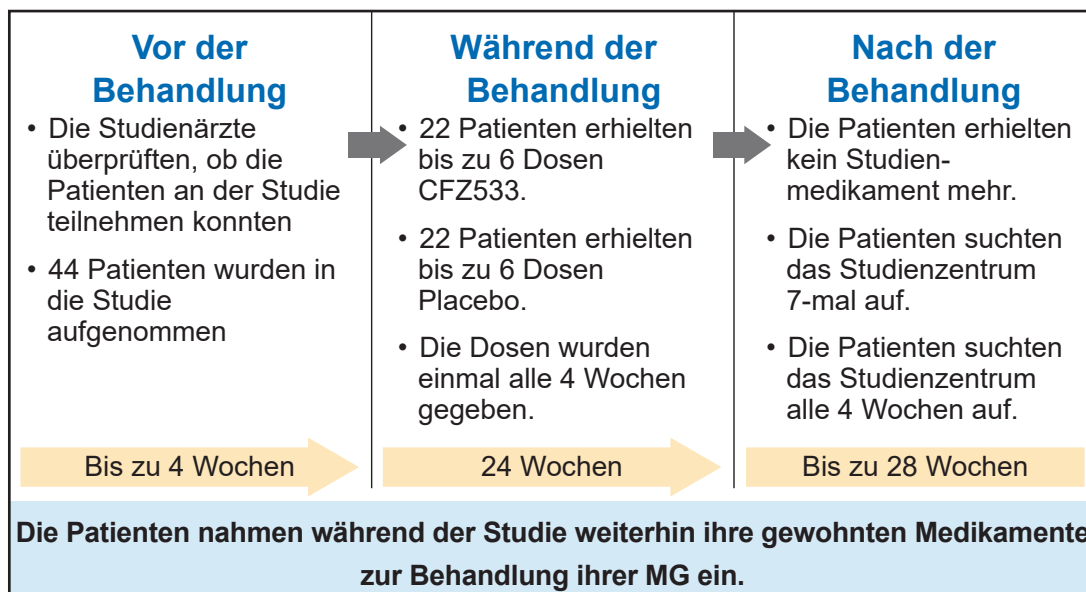 Vor der
Behandlung
• Die Studienärzte
überprüften, ob die
Patienten an der Studie
teilnehmen konnten
• 44 Patienten wurden in
die Studie
aufgenommen
Bis zu 4 Wochen
Während der
Behandlung
• 22 Patienten erhielten
bis zu 6 Dosen
CFZ533.
• 22 Patienten erhielten
bis zu 6 Dosen
Placebo.
• Die Dosen wurden
einmal alle 4 Wochen
gegeben.
24 Wochen
Nach der
Behandlung
• Die Patienten erhielten
kein Studien-
medikament mehr.
• Die Patienten suchten
das Studienzentrum
7-mal auf.
• Die Patienten suchten
das Studienzentrum
alle 4 Wochen auf.
Bis zu 28 Wochen
Die Patienten nahmen während der Studie weiterhin ihre gewohnten Medikamente
zur Behandlung ihrer MG ein.